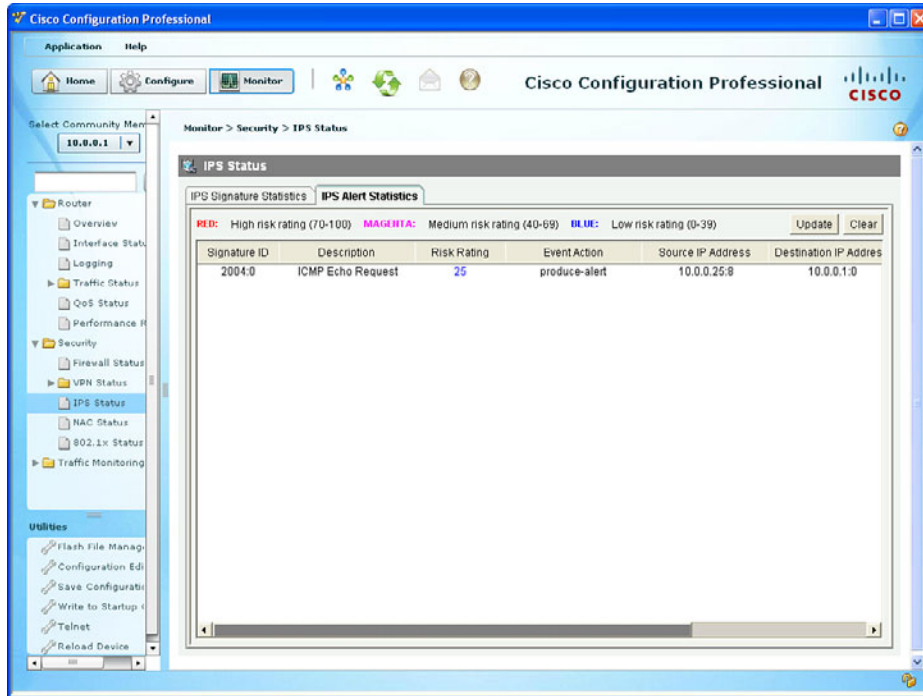 Cisco Configuration Professional
Application Help
Home Configure Monitor
Cisco Configuration Professional
CISCO
Select Community Mem
10.0.0.1
Monitor > Security > IPS Status
Router
Overview
Interface Statu
Logging
Traffic Status
QoS Status
Performance R
Security
Firewall Status
VPN Status
IPS Status
NAC Status
802.1x Status
Traffic Monitoring
Utilities
Flash File Manage
Configuration Edi
Save Configuratio
Write to Startup C
Telnet
Reload Device
IPS Status
IPS Signature Statistics IPS Alert Statistics
RED: High risk rating (70-100) MAGENTA: Medium risk rating (40-69) BLUE: Low risk rating (0-39) Update Clear
Signature ID Description Risk Rating Event Action Source IP Address Destination IP Addres
2004:0 ICMP Echo Request 25 produce-alert 10.0.0.25:8 10.0.0.1:0